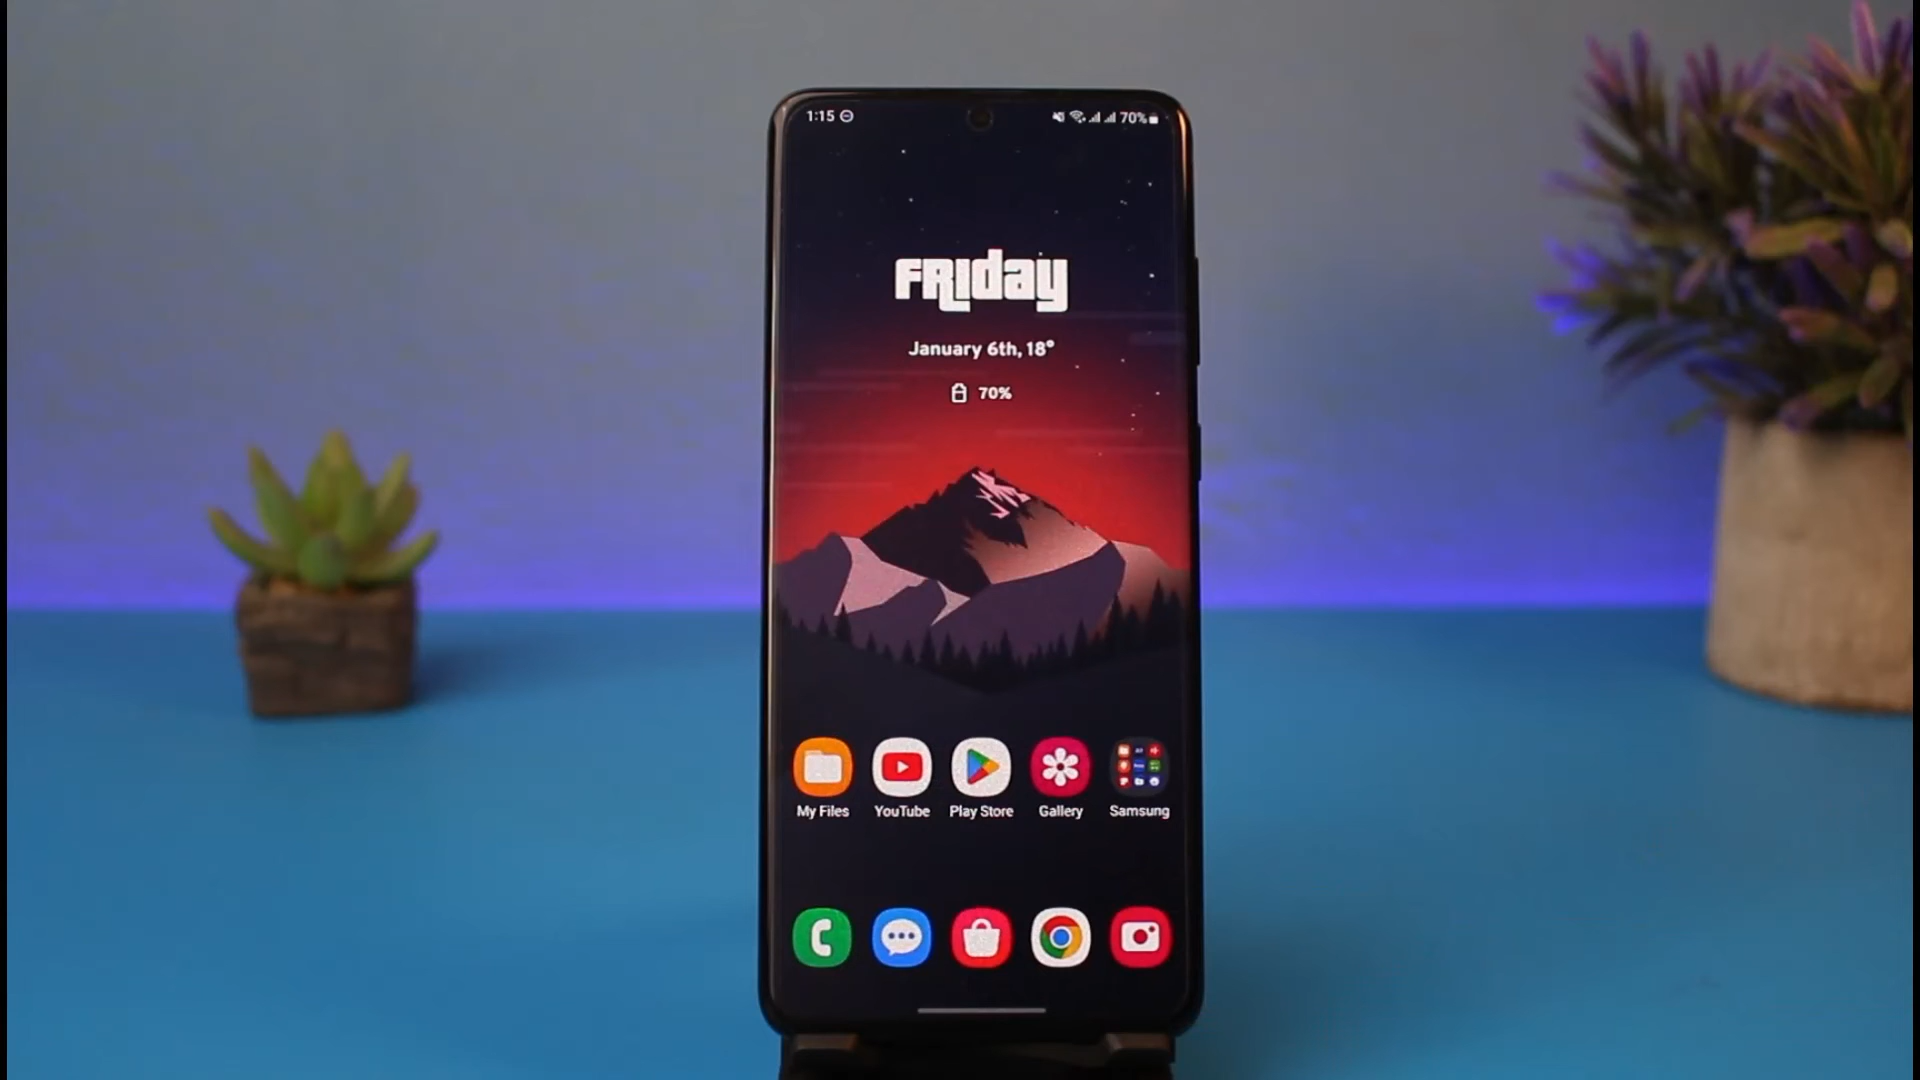 1:15
70%
FRiday
January 6th, 18°
70%
My Files
YouTube
Play Store
Gallery
Samsung